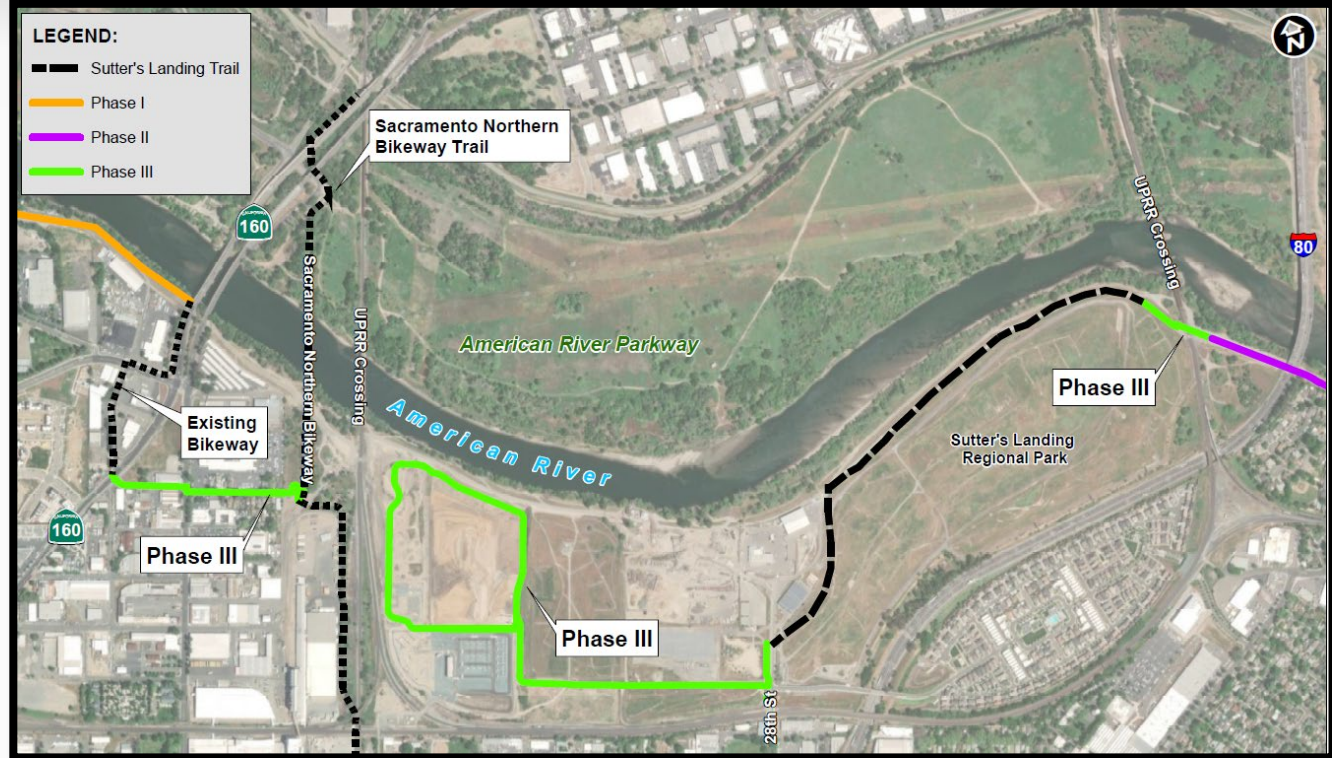 LEGEND:
Sutter's Landing Trail
Phase I
Phase II
Phase III
N
Sacramento Northern
Bikeway Trail
CALIFORNIA
160
Sacramento Northern Bikeway
UPRR Crossing
UPRR Crossing
80
American River Parkway
American River
Phase III
Existing
Bikeway
Sutter's Landing
Regional Park
CALIFORNIA
160
Phase III
Phase III
28th St